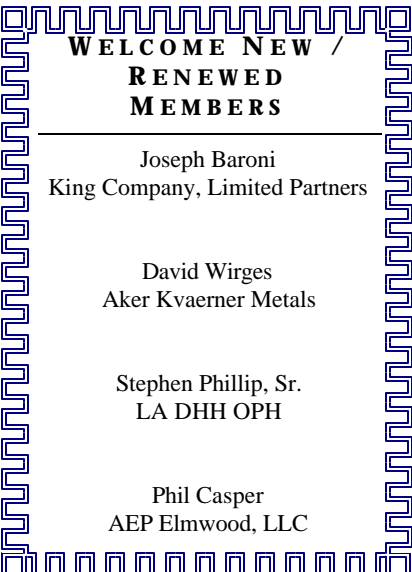 WELCOME NEW /
RENEWED
MEMBERS
Joseph Baroni
King Company, Limited Partners
David Wirges
Aker Kvaerner Metals
Stephen Phillip, Sr.
LA DHH OPH
Phil Casper
AEP Elmwood, LLC